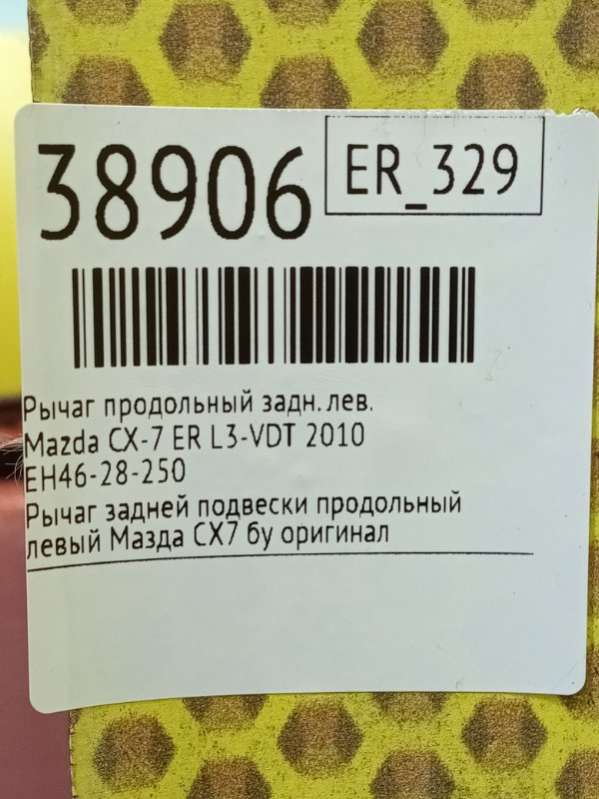 38906
ER_329
Рычаг продольный задн. лев.
Mazda CX-7 ER L3-VDT 2010
EH46-28-250
Рычаг задней подвески продольный
левый Мазда СХ7 бу оригинал